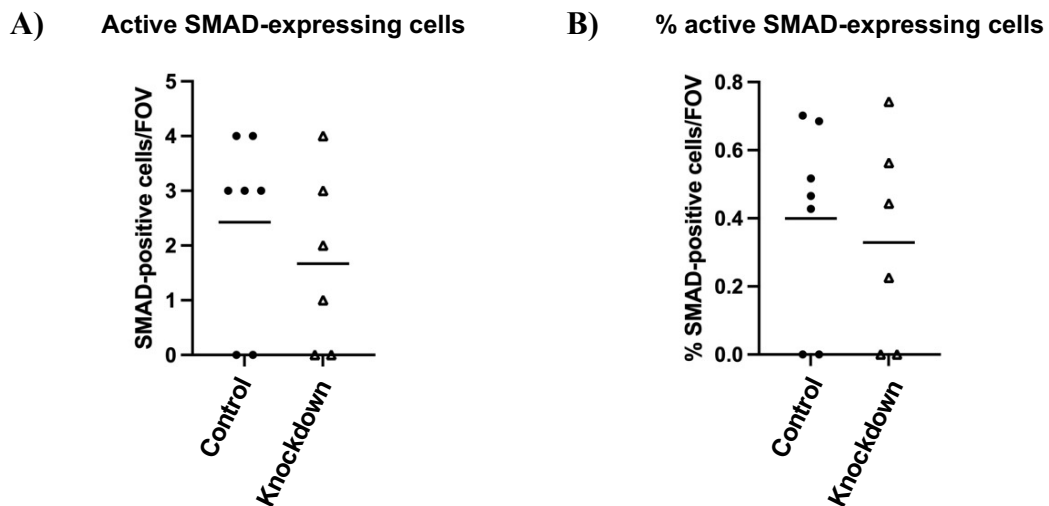 A) Active SMAD-expressing cells
SMAD-positive cells/FOV
5
4
3
2
1
0
Control
Knockdown
B) % active SMAD-expressing cells
% SMAD-positive cells/FOV
0.8
0.6
0.4
0.2
0.0
Control
Knockdown